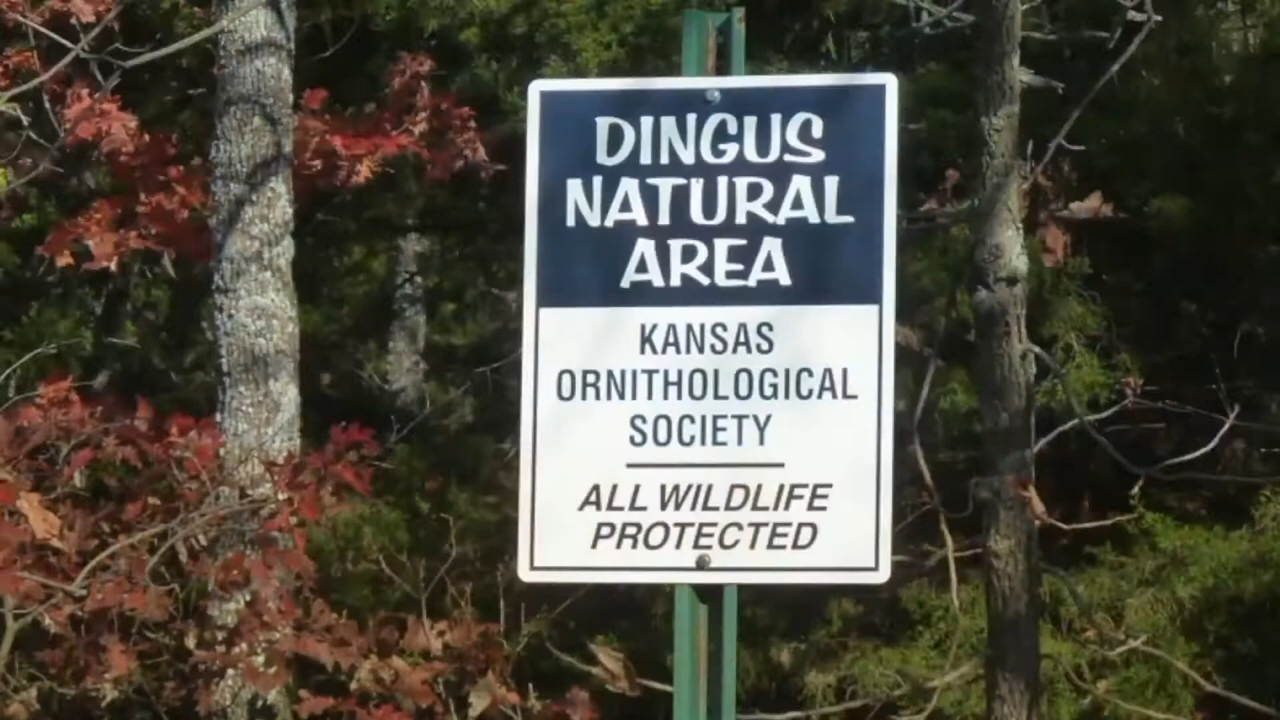 DINGUS
NATURAL
AREA
KANSAS
ORNITHOLOGICAL
SOCIETY
ALL WILDLIFE
PROTECTED